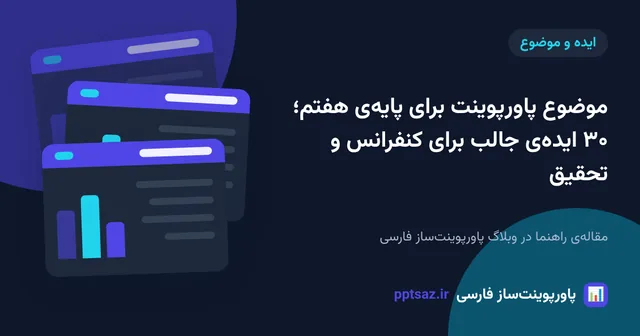 ایده و موضوع
موضوع پاورپوینت برای پایه‌ی هفتم؛
۳۰ ایده‌ی جالب برای کنفرانس و
تحقیق
مقاله‌ی راهنما در وبلاگ پاورپوینت‌ساز فارسی
پاورپوینت‌ساز فارسی pptsaz.ir